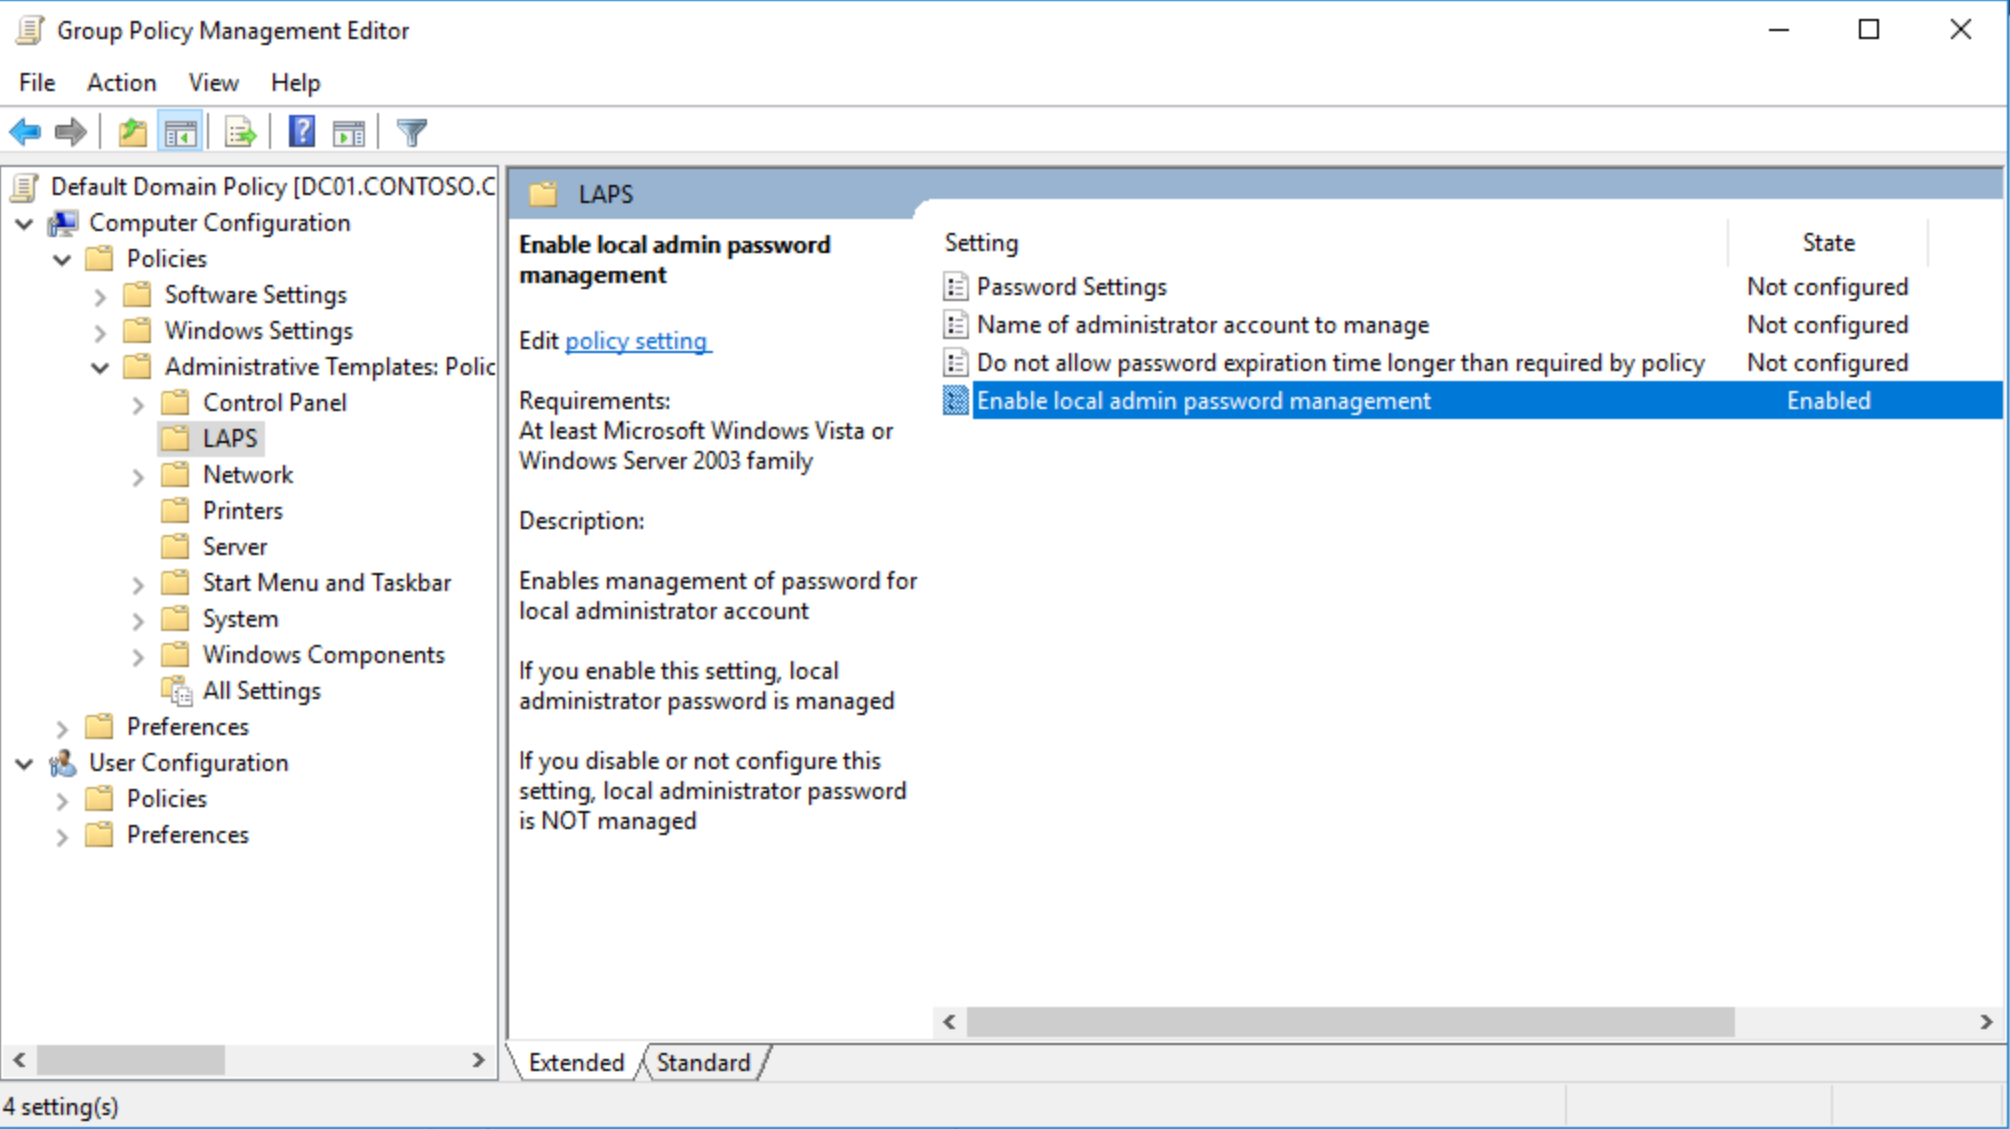 Group Policy Management Editor
File Action View Help
Default Domain Policy [DC01.CONTOSO.C
Computer Configuration
Policies
Software Settings
Windows Settings
Administrative Templates: Polic
Control Panel
LAPS
Network
Printers
Server
Start Menu and Taskbar
System
Windows Components
All Settings
Preferences
User Configuration
Policies
Preferences
LAPS
Enable local admin password
management
Edit policy setting
Requirements:
At least Microsoft Windows Vista or
Windows Server 2003 family
Description:
Enables management of password for
local administrator account
If you enable this setting, local
administrator password is managed
If you disable or not configure this
setting, local administrator password
is NOT managed
Setting State
Password Settings Not configured
Name of administrator account to manage Not configured
Do not allow password expiration time longer than required by policy Not configured
Enable local admin password management Enabled
Extended Standard
4 setting(s)